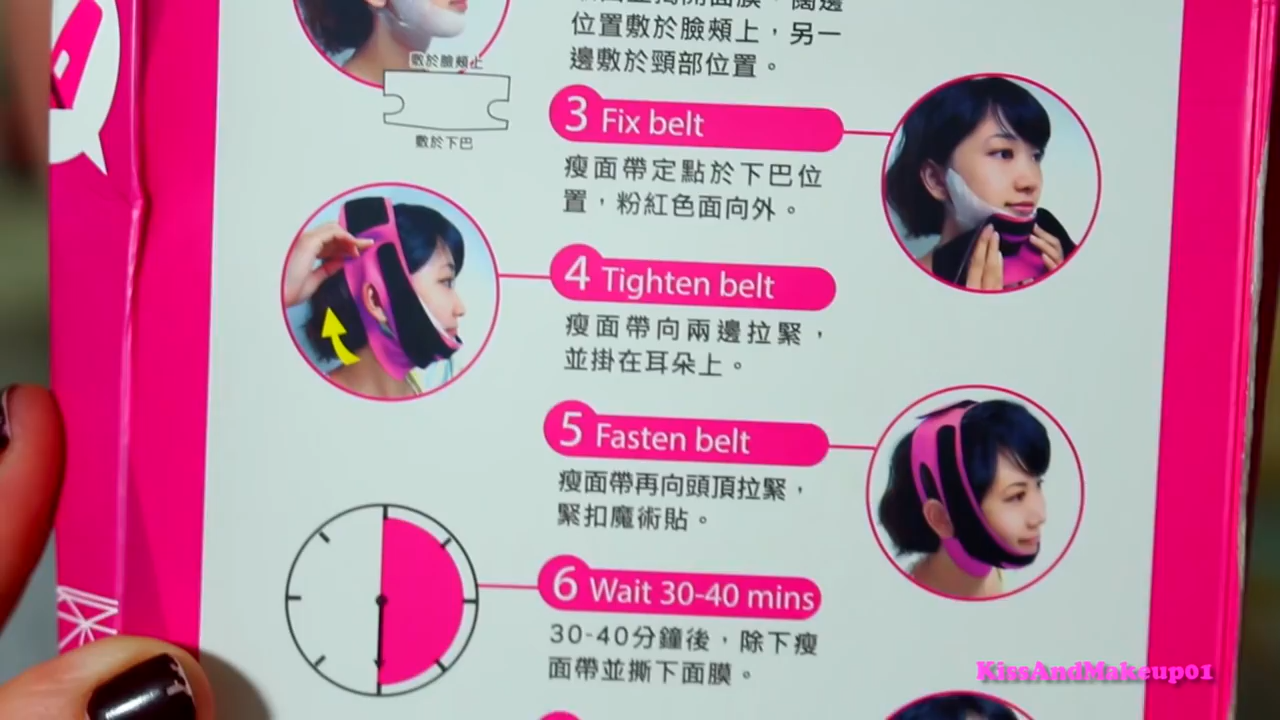 位置敷於臉頰上,另一
邊敷於頸部位置。
敷於臉頰上
敷於下巴
3 Fix belt
瘦面帶定點於下巴位
置,粉紅色面向外。
4 Tighten belt
瘦面帶向兩邊拉緊,
並掛在耳朵上。
5 Fasten belt
瘦面帶再向頭頂拉緊,
緊扣魔術貼。
6 Wait 30-40 mins
30-40分鐘後,除下瘦
面帶並撕下面膜。
KissAndMakeup01